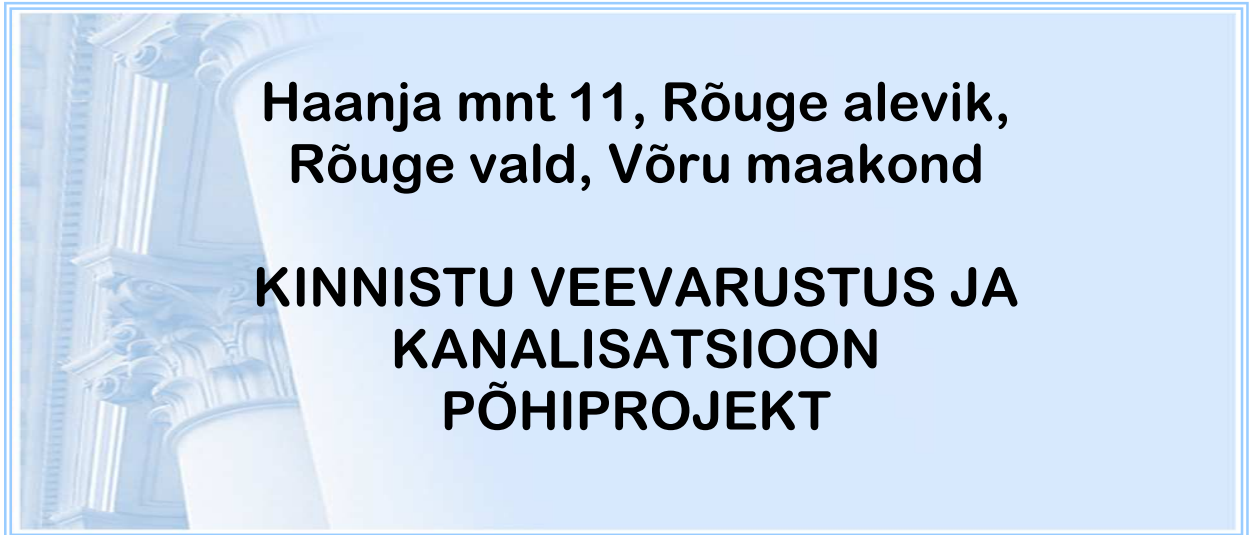 Haanja mnt 11, Rõuge alevik,
Rõuge vald, Võru maakond
KINNISTU VEEVARUSTUS JA
KANALISATSIOON
PÕHIPROJEKT